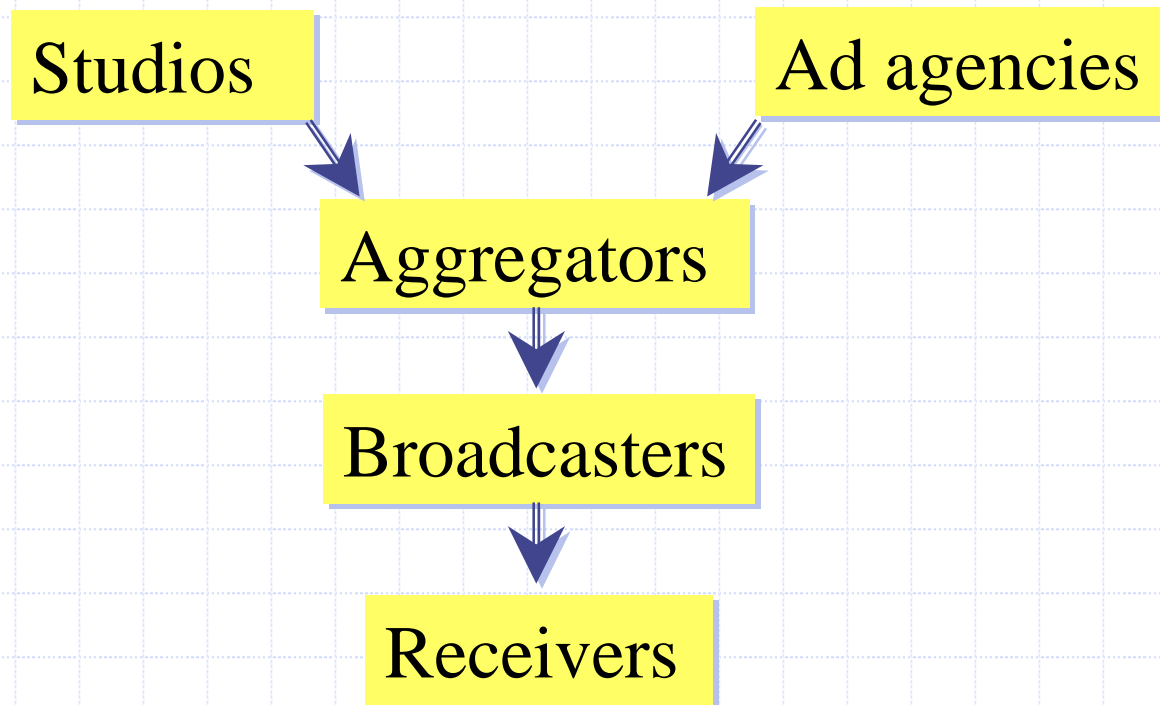 Studios
Ad agencies
Aggregators
Broadcasters
Receivers